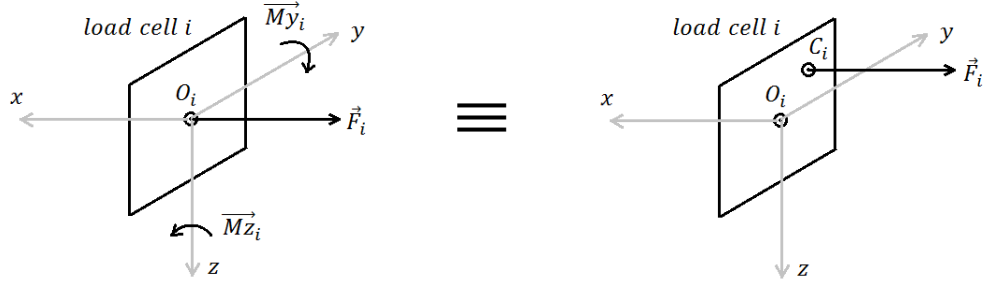 load cell i
My_i
y
x
O_i
F_i
Mz_i
z
≡
load cell i
C_i
y
F_i
x
O_i
z